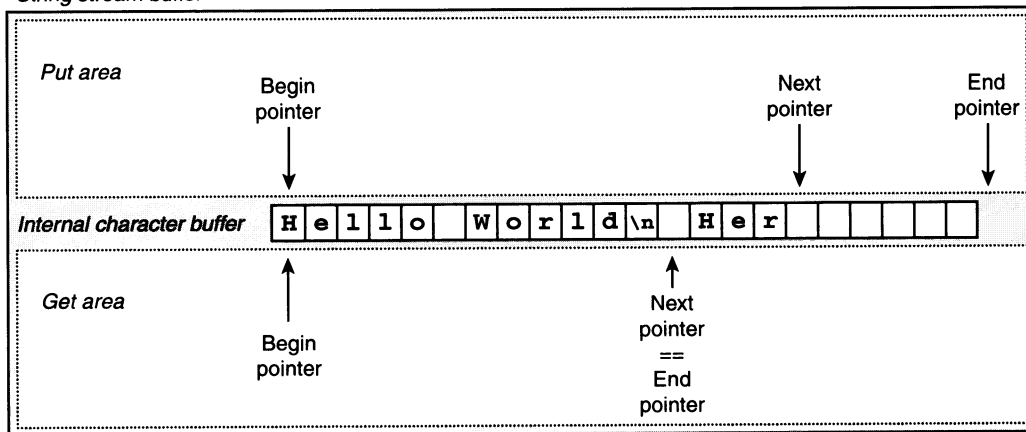 String stream buffer
Put area
Begin
pointer
Next
pointer
End
pointer
Internal character buffer
H e l l o W o r l d \n H e r
Get area
Begin
pointer
Next
pointer
==
End
pointer